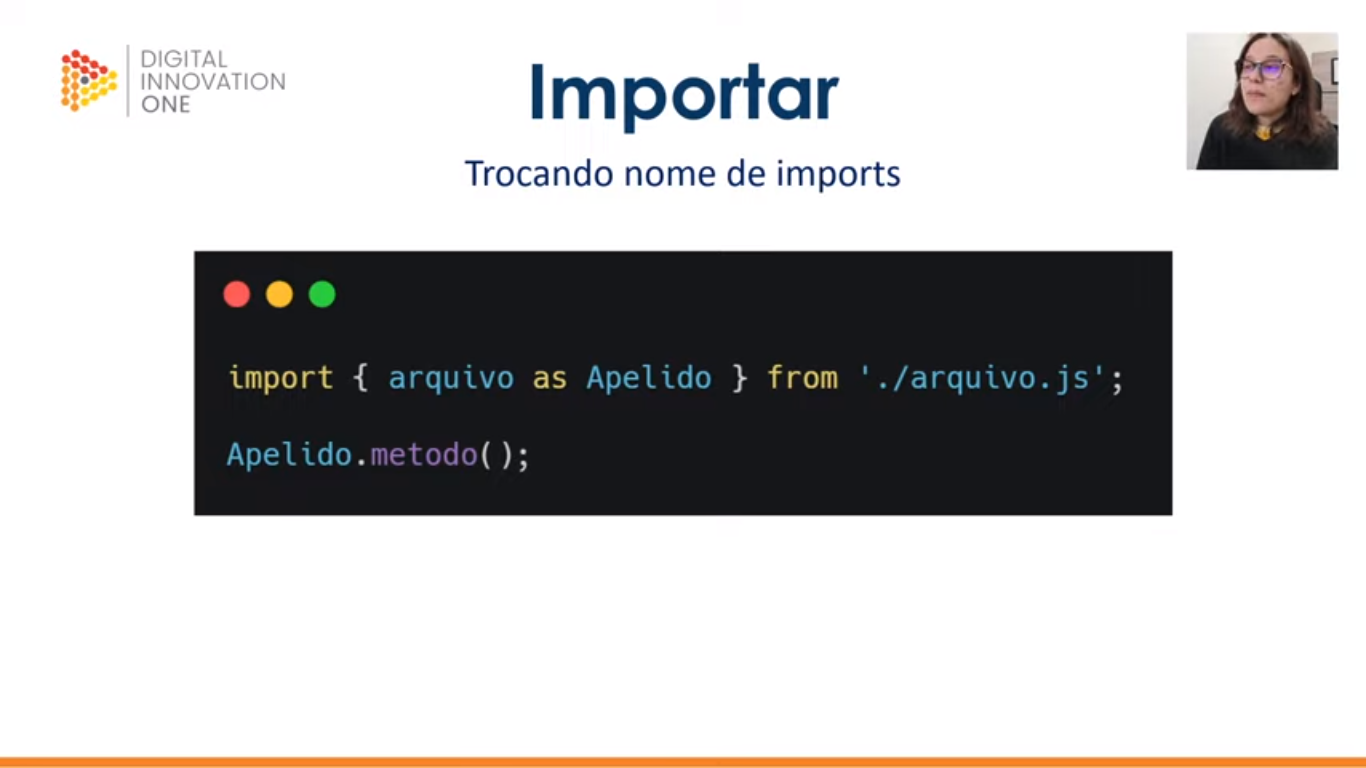 DIGITAL
INNOVATION
ONE
Importar
Trocando nome de imports
import { arquivo as Apelido } from './arquivo.js';
Apelido.metodo();